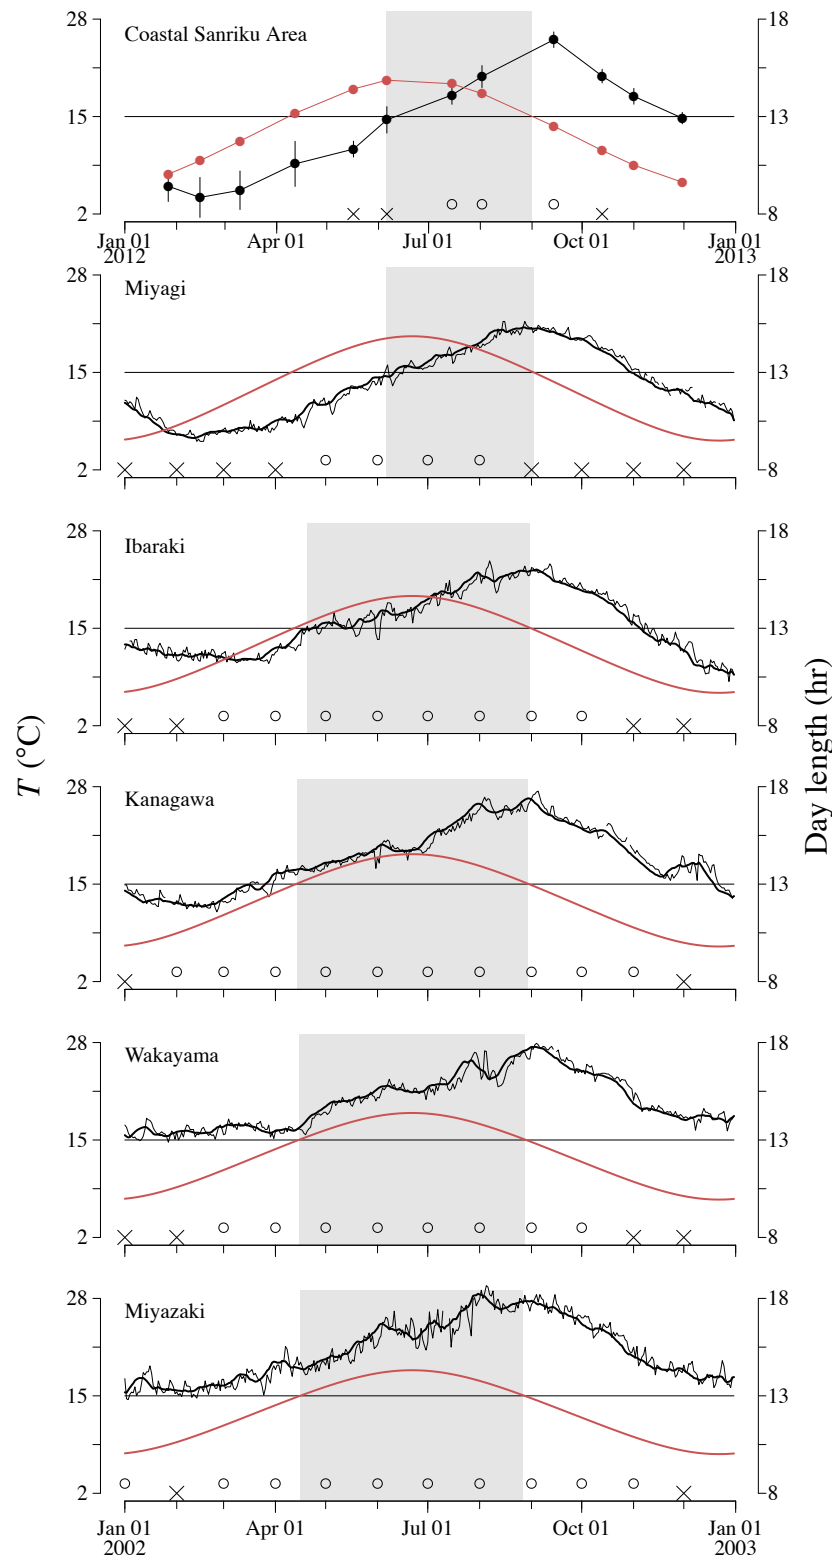 Coastal Sanriku Area
28
15
2
18
13
8
Jan 01
2012
Apr 01
Jul 01
Oct 01
Jan 01
2013
Miyagi
28
15
2
18
13
8
Ibaraki
28
15
2
18
13
8
T (°C)
Day length (hr)
Kanagawa
28
15
2
18
13
8
Wakayama
28
15
2
18
13
8
Miyazaki
28
15
2
18
13
8
Jan 01
2002
Apr 01
Jul 01
Oct 01
Jan 01
2003